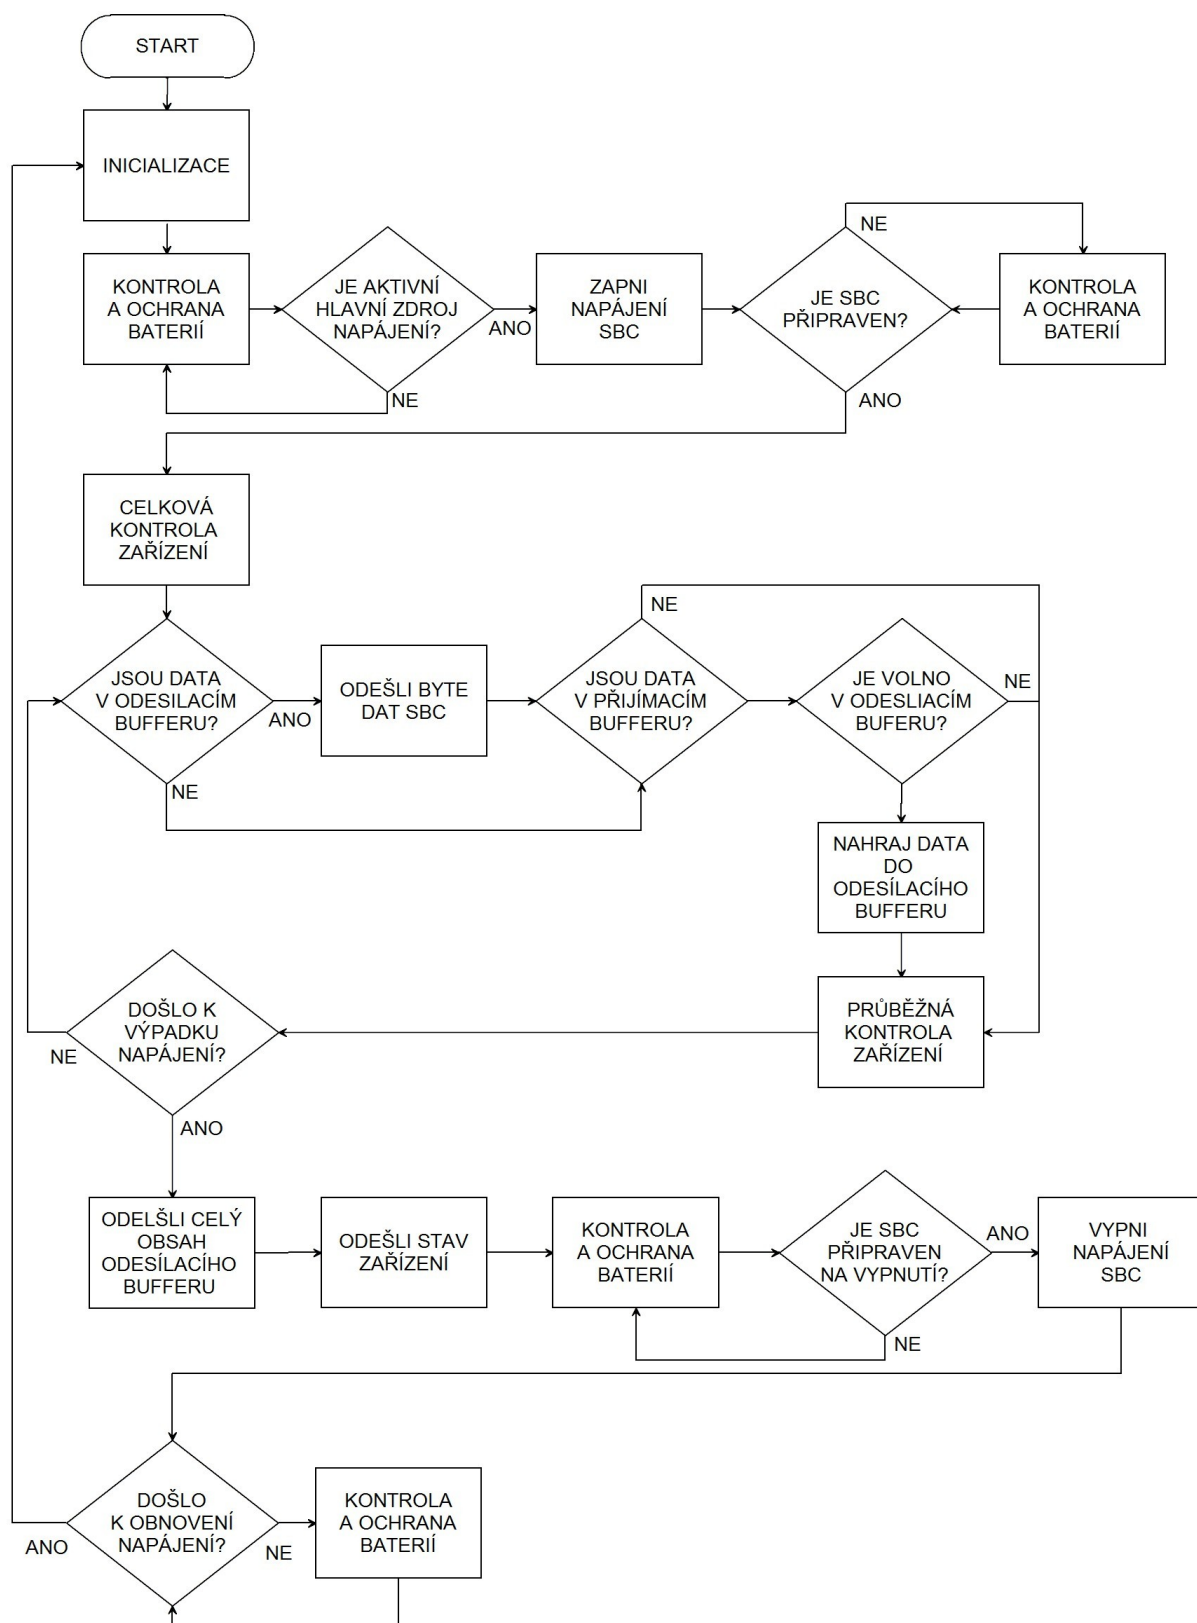 START
INICIALIZACE
KONTROLA
A OCHRANA
BATERIÍ
JE AKTIVNÍ
HLAVNÍ ZDROJ
NAPÁJENÍ?
ANO
NE
ZAPNI
NAPÁJENÍ
SBC
JE SBC
PŘIPRAVEN?
NE
ANO
KONTROLA
A OCHRANA
BATERIÍ
CELKOVÁ
KONTROLA
ZAŘÍZENÍ
JSOU DATA
V ODESILACÍM
BUFFERU?
ANO
NE
ODEŠLI BYTE
DAT SBC
JSOU DATA
V PŘIJÍMACÍM
BUFFERU?
NE
JE VOLNO
V ODESLIACÍM
BUFERU?
NE
NAHRAJ DATA
DO
ODESÍLACÍHO
BUFFERU
PRŮBĚŽNÁ
KONTROLA
ZAŘÍZENÍ
DOŠLO K
VÝPADKU
NAPÁJENÍ?
NE
ANO
ODELŠLI CELÝ
OBSAH
ODESÍLACÍHO
BUFFERU
ODEŠLI STAV
ZAŘÍZENÍ
KONTROLA
A OCHRANA
BATERIÍ
JE SBC
PŘIPRAVEN
NA VYPNUTÍ?
ANO
NE
VYPNI
NAPÁJENÍ
SBC
DOŠLO
K OBNOVENÍ
NAPÁJENÍ?
ANO
NE
KONTROLA
A OCHRANA
BATERIÍ